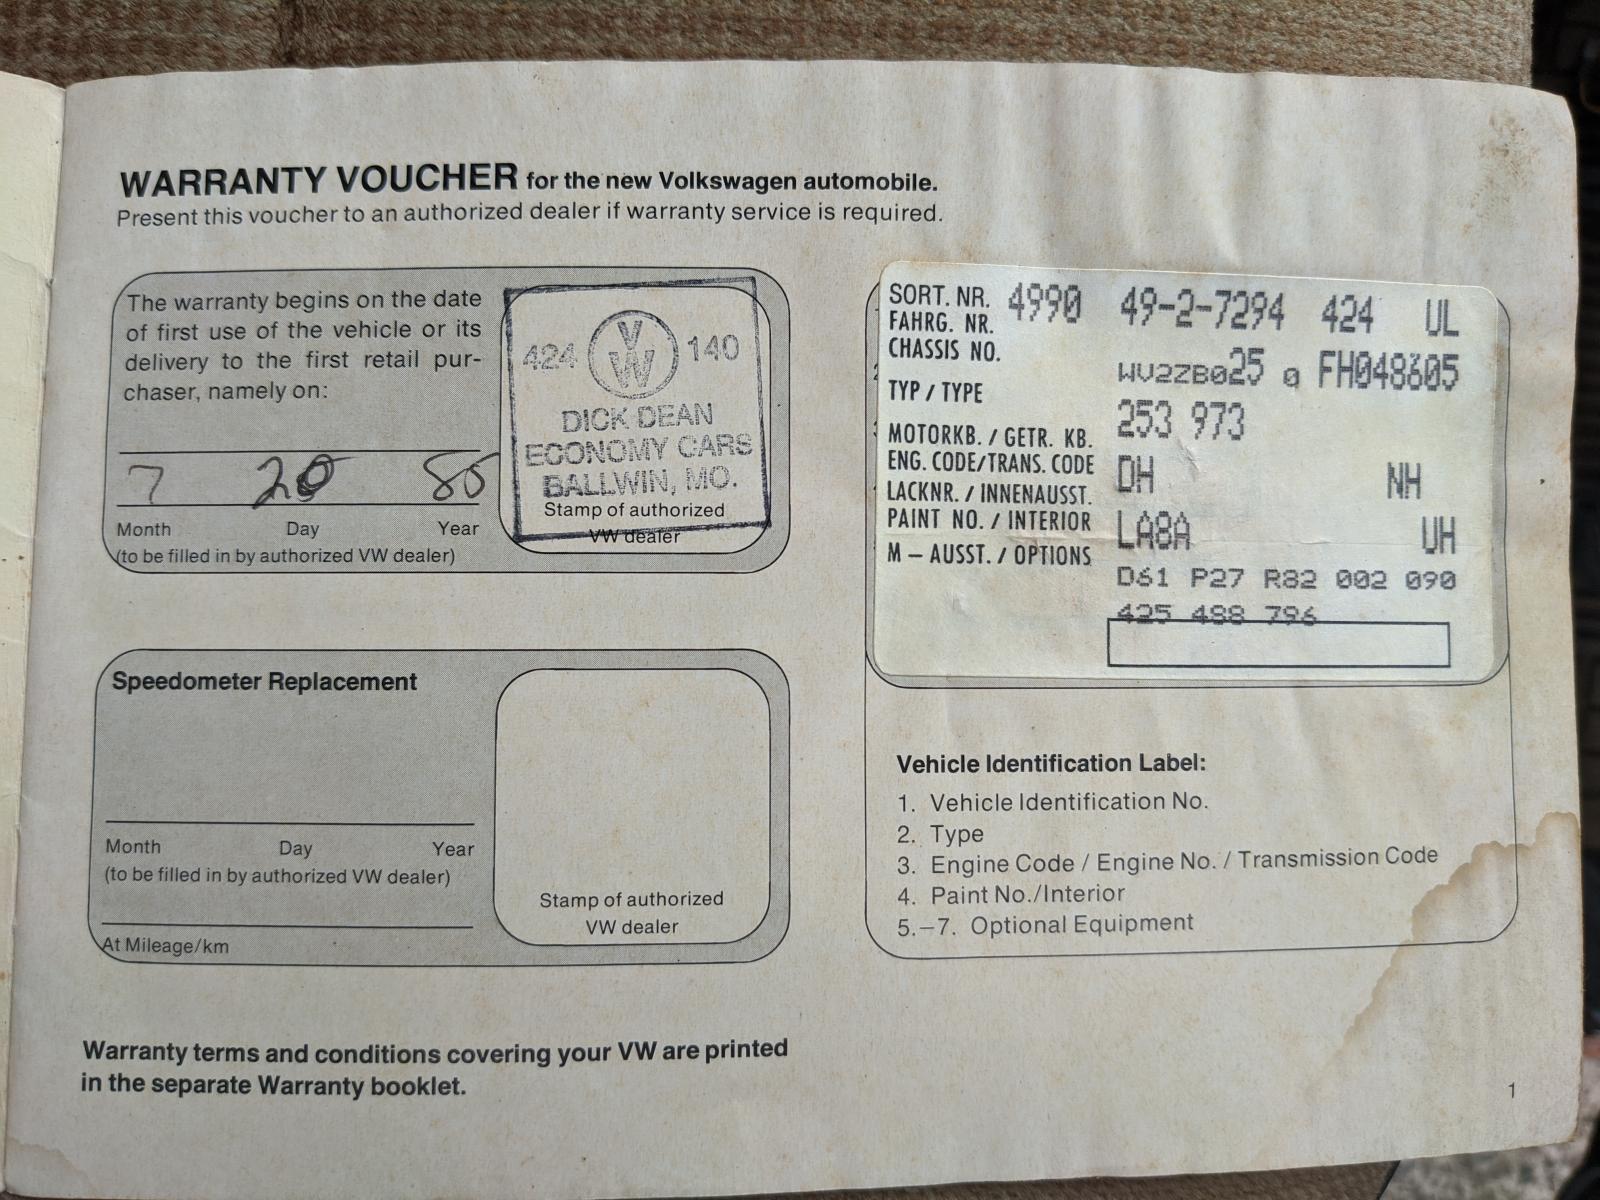 WARRANTY VOUCHER for the new Volkswagen automobile.
Present this voucher to an authorized dealer if warranty service is required.
The warranty begins on the date
of first use of the vehicle or its
delivery to the first retail pur-
chaser, namely on:
7 20 85
Month Day Year
(to be filled in by authorized VW dealer)
424 VW 140
DICK DEAN
ECONOMY CARS
BALLWIN, MO.
Stamp of authorized
VW dealer
SORT. NR. 4990 49-2-7294 424 UL
FAHRG. NR.
CHASSIS NO. WV2ZB025 0 FH048605
TYP / TYPE 253 973
MOTORKB. / GETR. KB.
ENG. CODE/TRANS. CODE DH NH
LACKNR. / INNENAUSST.
PAINT NO. / INTERIOR LA8A UH
M – AUSST. / OPTIONS D61 P27 R82 002 090
425 488 796
Speedometer Replacement
Month Day Year
(to be filled in by authorized VW dealer)
At Mileage/km
Stamp of authorized
VW dealer
Vehicle Identification Label:
1. Vehicle Identification No.
2. Type
3. Engine Code / Engine No. / Transmission Code
4. Paint No./Interior
5.–7. Optional Equipment
Warranty terms and conditions covering your VW are printed
in the separate Warranty booklet.
1